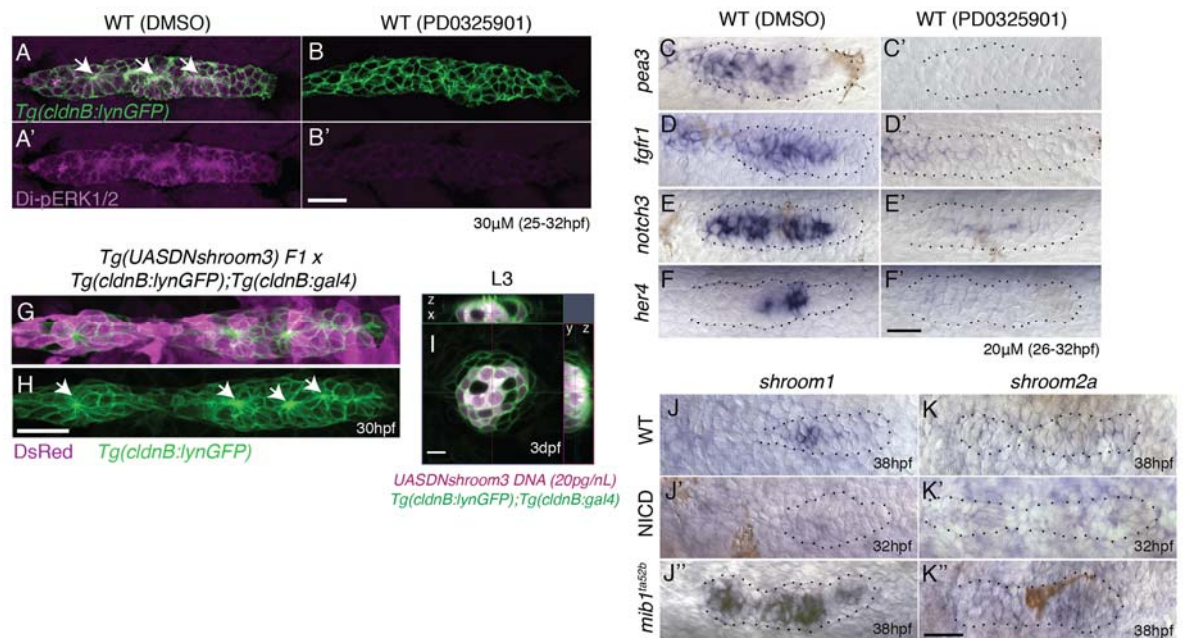 WT (DMSO)
WT (PD0325901)
A
B
Tg(cldnB:lynGFP)
A'
B'
Di-pERK1/2
30µM (25-32hpf)
WT (DMSO)
WT (PD0325901)
pea3
C
C'
fgfr1
D
D'
notch3
E
E'
her4
F
F'
20µM (26-32hpf)
Tg(UASDNshroom3) F1 x
Tg(cldnB:lynGFP);Tg(cldnB:gal4)
G
H
30hpf
DsRed
Tg(cldnB:lynGFP)
L3
z
x
I
y z
3dpf
UASDNshroom3 DNA (20pg/nL)
Tg(cldnB:lynGFP);Tg(cldnB:gal4)
shroom1
shroom2a
WT
J
38hpf
K
38hpf
NICD
J'
32hpf
K'
32hpf
mib1ta52b
J''
38hpf
K''
38hpf